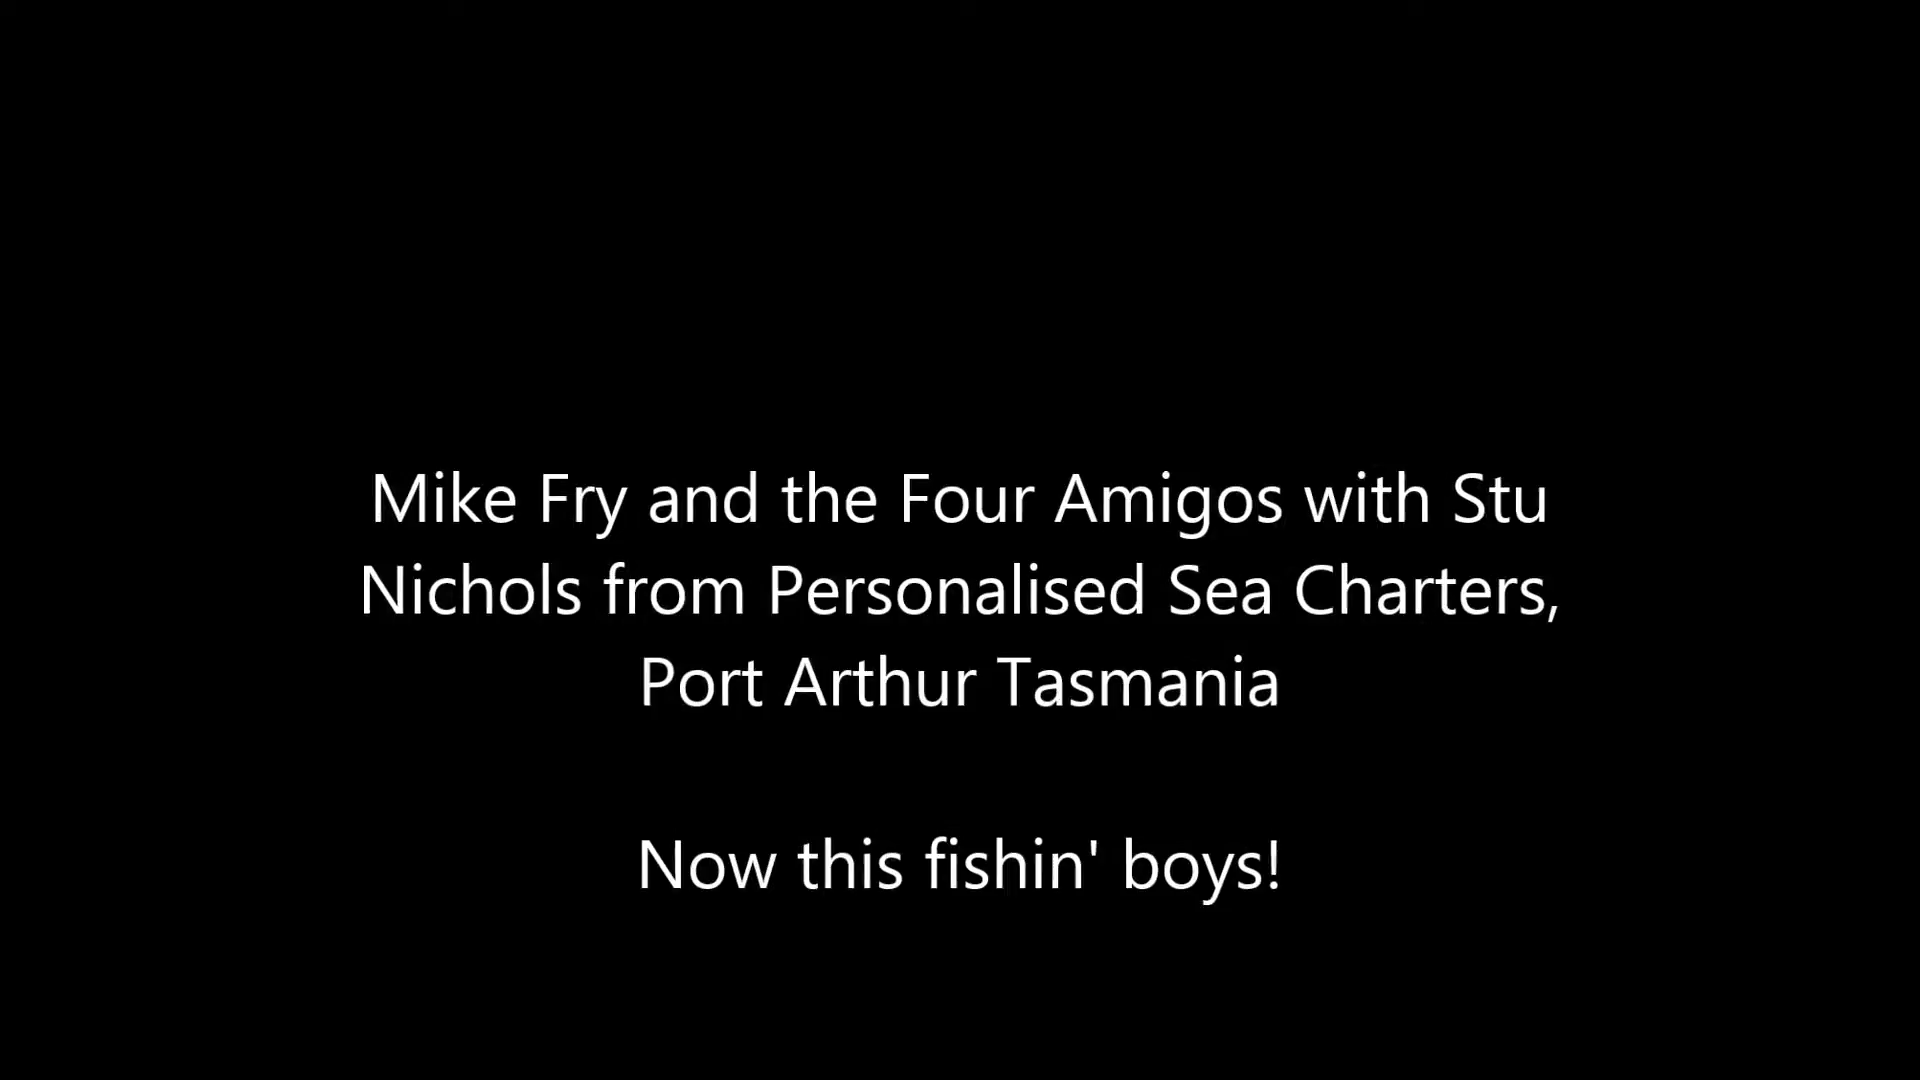 Mike Fry and the Four Amigos with Stu
Nichols from Personalised Sea Charters,
Port Arthur Tasmania
Now this fishin' boys!